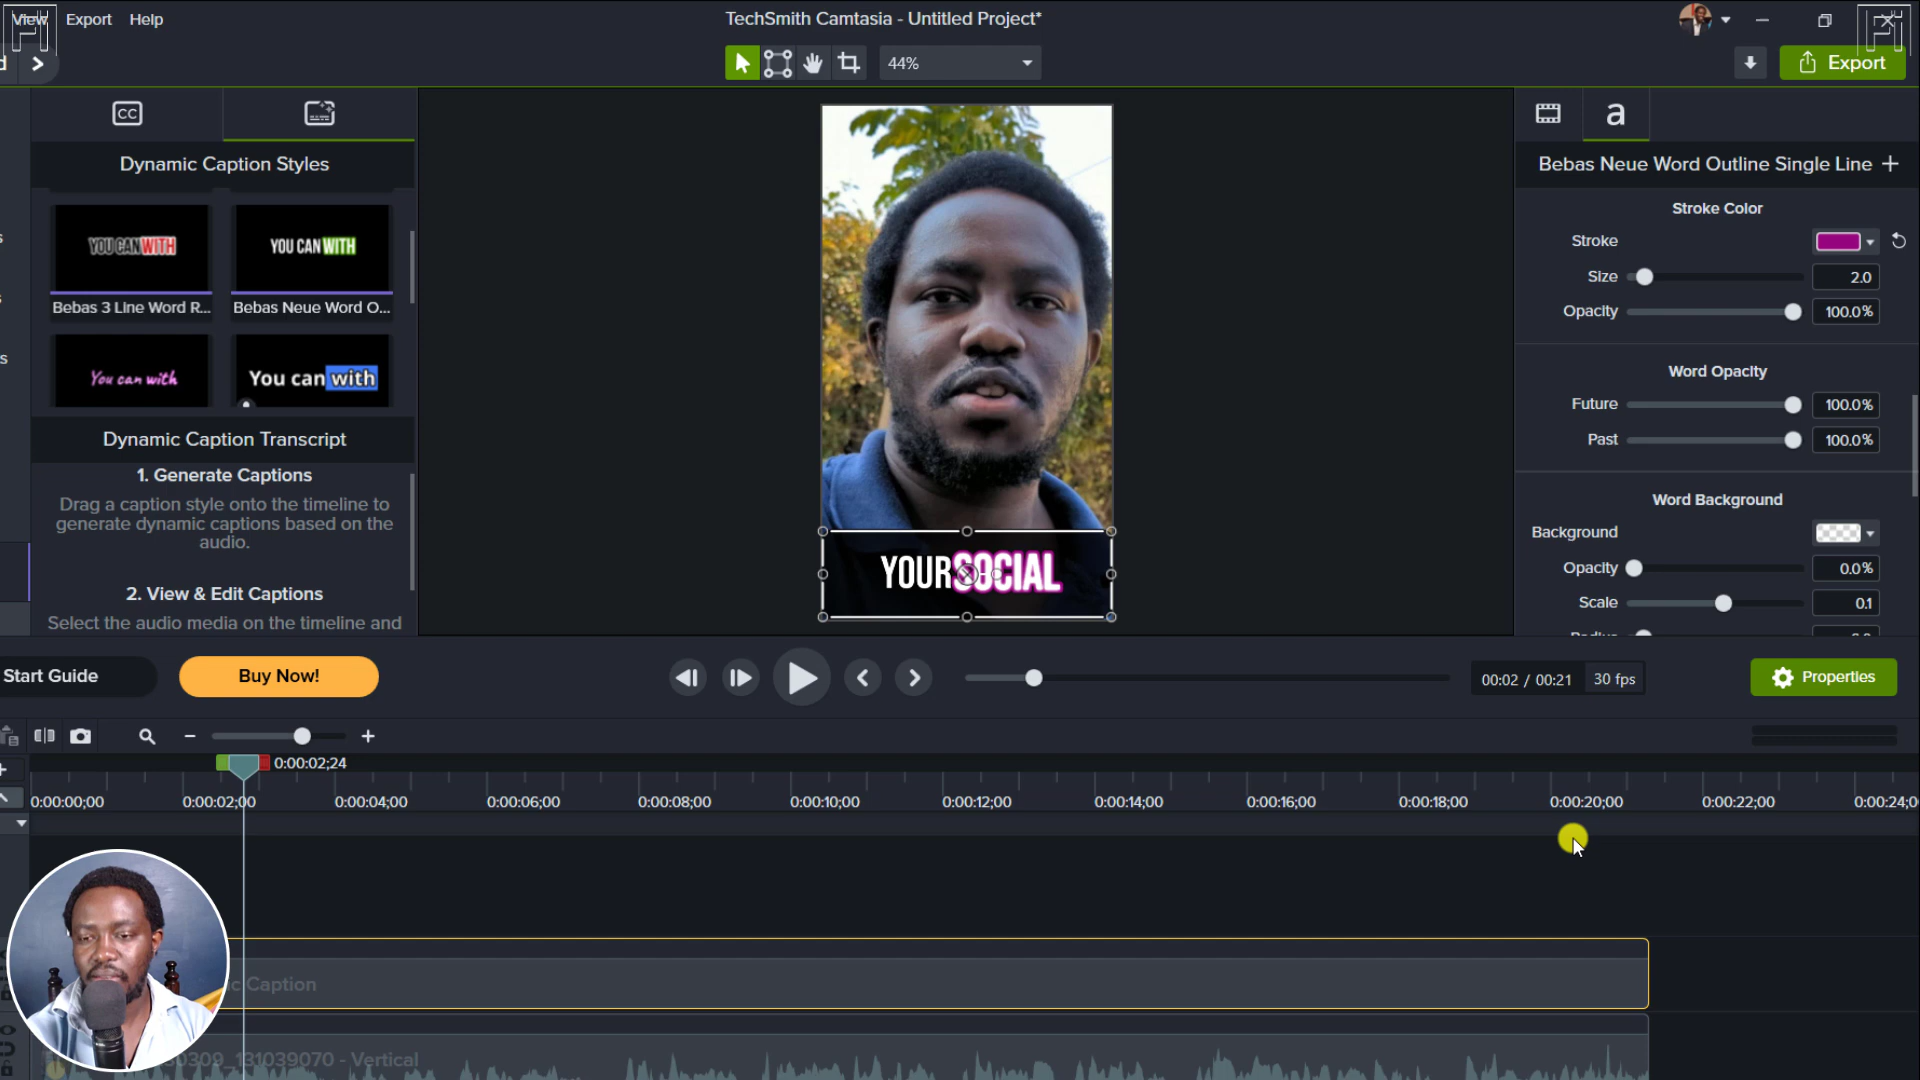 View Export Help
TechSmith Camtasia - Untitled Project*
44%
Export
CC
Dynamic Caption Styles
YOU CAN WITH
YOU CAN WITH
Bebas 3 Line Word R...
Bebas Neue Word O...
You can with
You can with
Dynamic Caption Transcript
1. Generate Captions
Drag a caption style onto the timeline to
generate dynamic captions based on the
audio.
2. View & Edit Captions
Select the audio media on the timeline and
YOUR SOCIAL
a
Bebas Neue Word Outline Single Line +
Stroke Color
Stroke
Size 2.0
Opacity 100.0%
Word Opacity
Future 100.0%
Past 100.0%
Word Background
Background
Opacity 0.0%
Scale 0.1
Start Guide
Buy Now!
00:02 / 00:21 30 fps
Properties
0:00:02;24
0:00:00;00 0:00:02;00 0:00:04;00 0:00:06;00 0:00:08;00 0:00:10;00 0:00:12;00 0:00:14;00 0:00:16;00 0:00:18;00 0:00:20;00 0:00:22;00 0:00:24;0
c Caption
30309_131039070 - Vertical